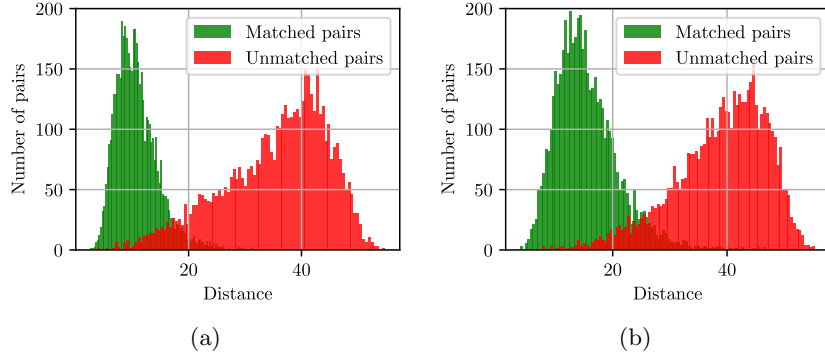 200
150
100
50
0
Number of pairs
Matched pairs
Unmatched pairs
20
40
Distance
(a)
200
150
100
50
0
Number of pairs
Matched pairs
Unmatched pairs
20
40
Distance
(b)